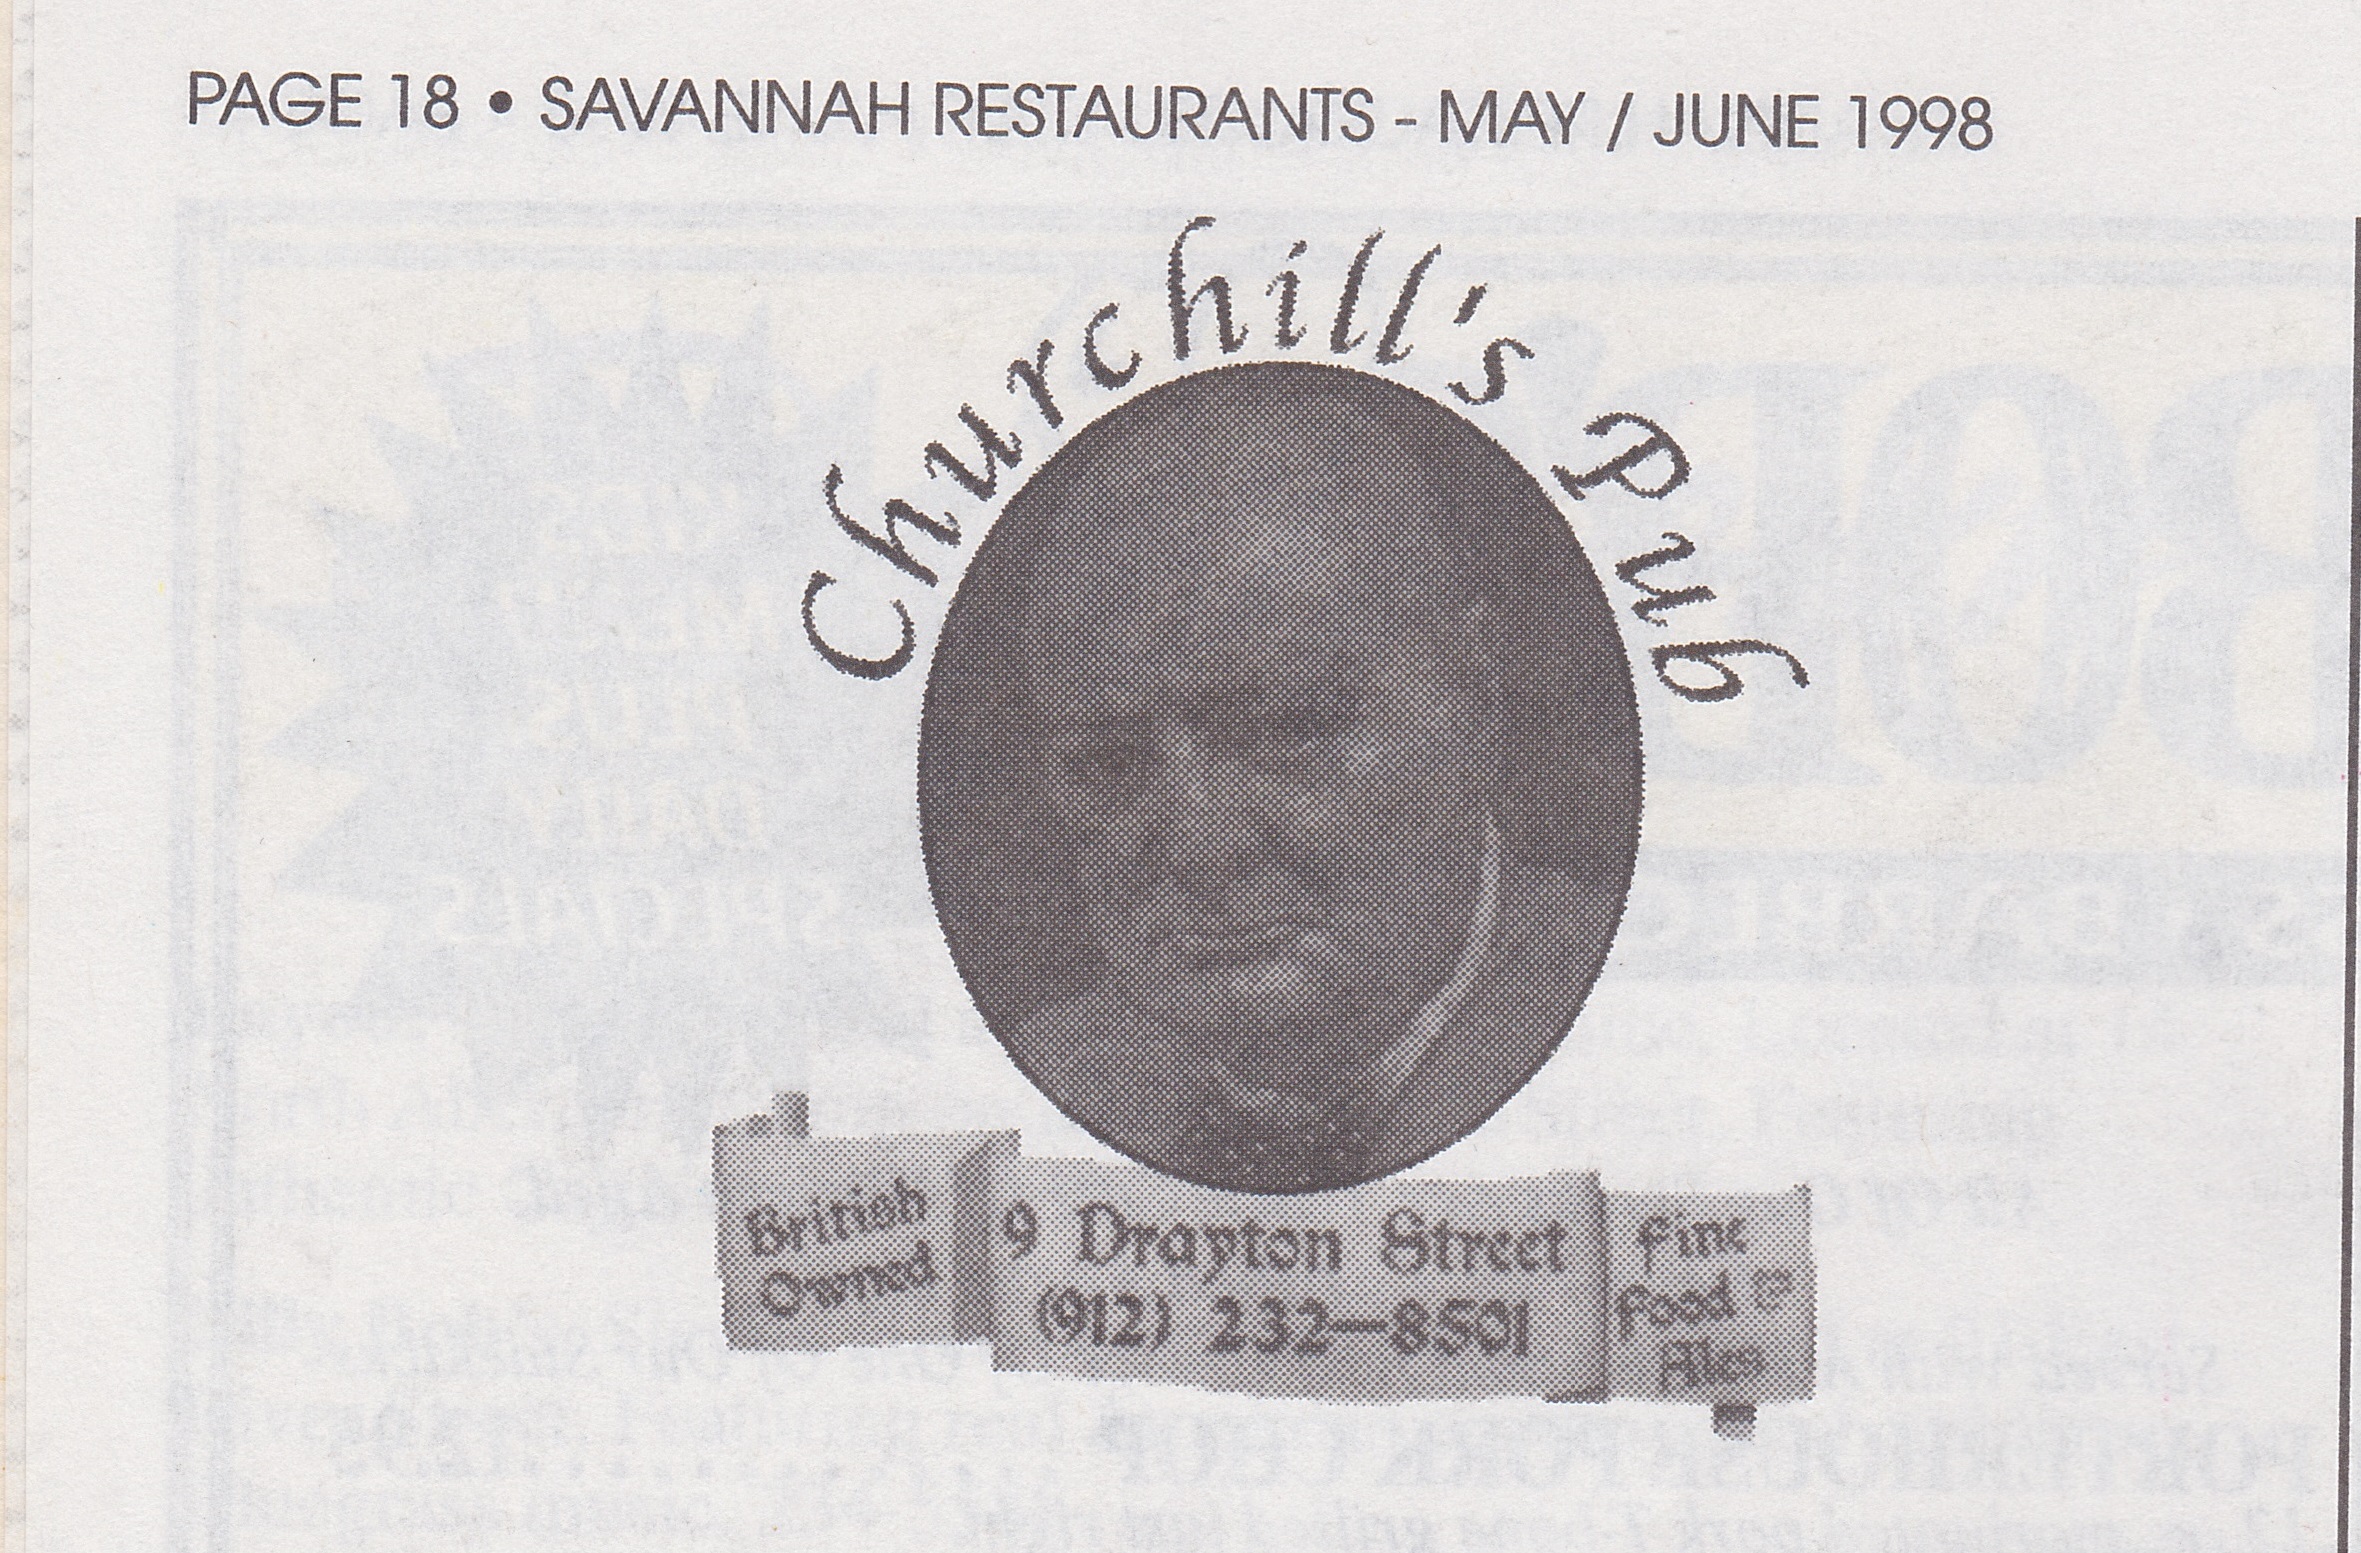 PAGE 18 • SAVANNAH RESTAURANTS - MAY / JUNE 1998
Churchill's Pub
British
Owned
9 Drayton Street
(912) 232-8501
Fine
Food &
Ales